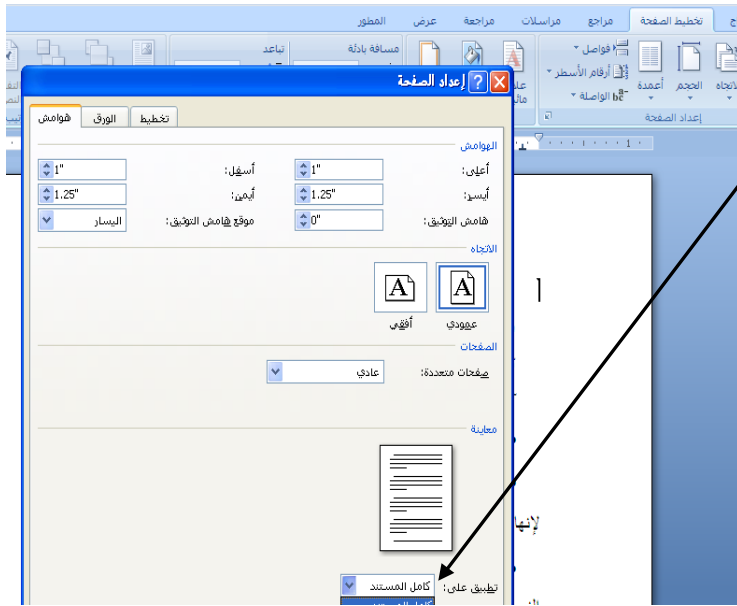 تخطيط الصفحة مراجع مراسلات مراجعة عرض المطور
فواصل
أرقام الأسطر
الواصلة
الحجم أعمدة
مسافة بادئة تباعد
إعداد الصفحة
إعداد الصفحة
هوامش الورق تخطيط
الهوامش
أعلى: 1" أسفل: 1"
أيسر: 1.25" أيمن: 1.25"
هامش التوثيق: 0" موقع هامش التوثيق: اليسار
الاتجاه
عمودي أفقي
الصفحات
صفحات متعددة: عادي
معاينة
تطبيق على: كامل المستند
كامل المستند